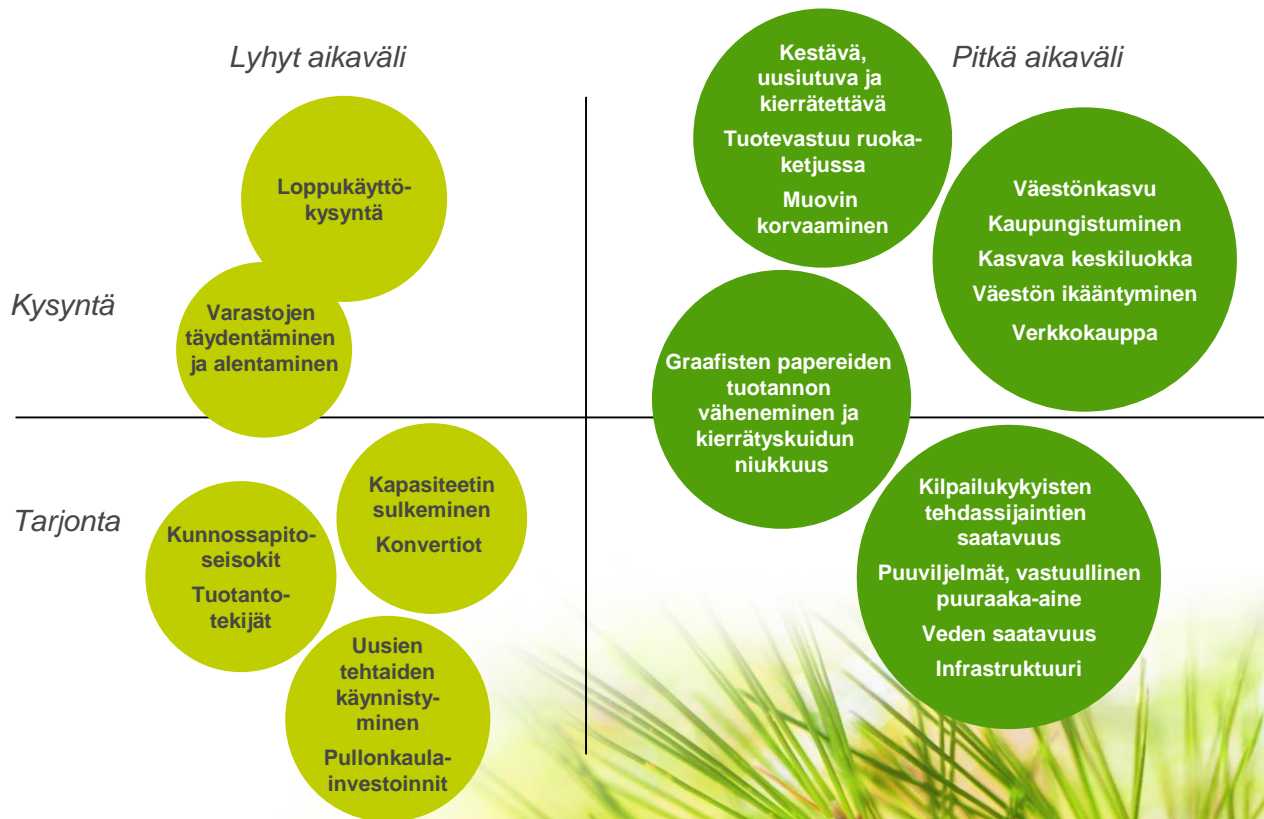 Lyhyt aikaväli
Pitkä aikaväli
Kysyntä
Tarjonta
Loppukäyttö-
kysyntä
Varastojen
täydentäminen
ja alentaminen
Kestävä,
uusiutuva ja
kierrätettävä
Tuotevastuu ruoka-
ketjussa
Muovin
korvaaminen
Väestönkasvu
Kaupungistuminen
Kasvava keskiluokka
Väestön ikääntyminen
Verkkokauppa
Graafisten papereiden
tuotannon
väheneminen ja
kierrätyskuidun
niukkuus
Kapasiteetin
sulkeminen
Konvertiot
Kunnossapito-
seisokit
Tuotanto-
tekijät
Uusien
tehtaiden
käynnisty-
minen
Pullonkaula-
investoinnit
Kilpailukykyisten
tehdassijaintien
saatavuus
Puuviljelmät, vastuullinen
puuraaka-aine
Veden saatavuus
Infrastruktuuri